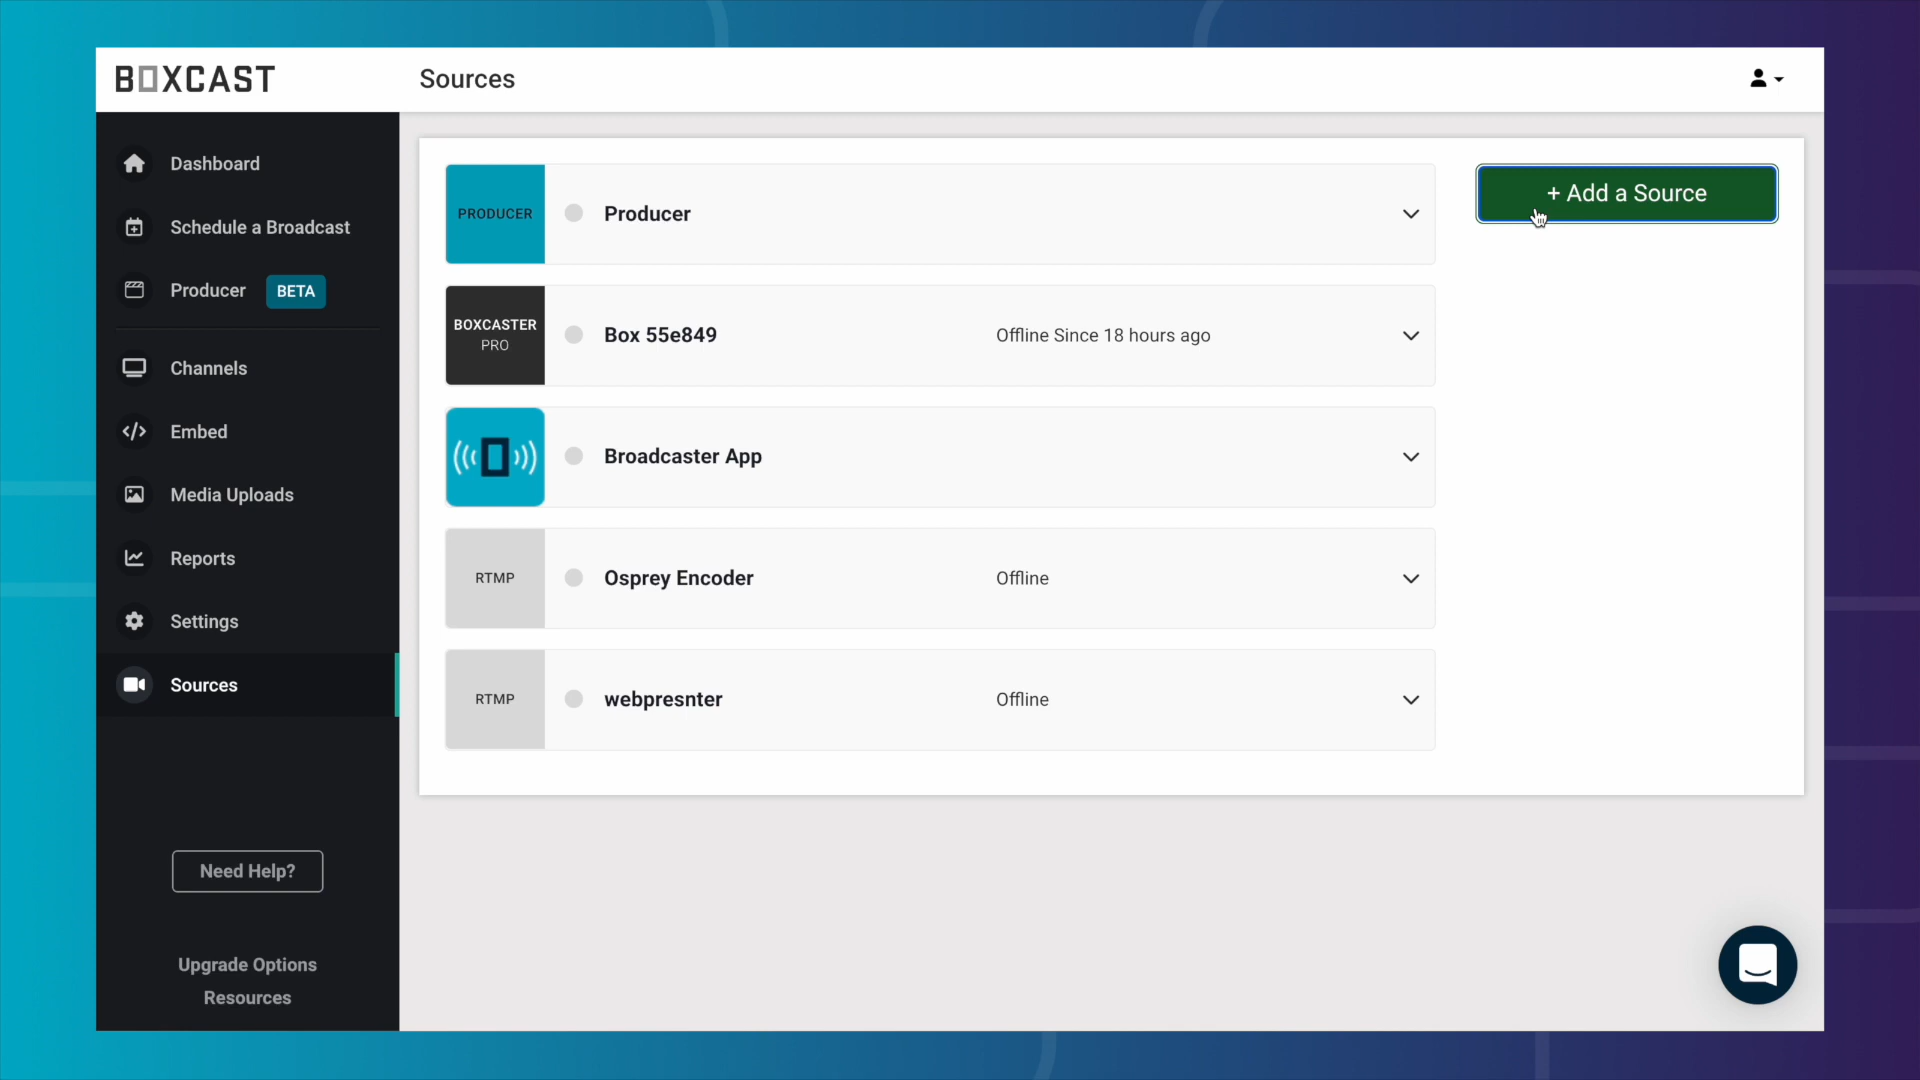 BOXCAST
Sources
Dashboard
Schedule a Broadcast
Producer BETA
Channels
Embed
Media Uploads
Reports
Settings
Sources
Need Help?
Upgrade Options
Resources
PRODUCER Producer
BOXCASTER
PRO
Box 55e849 Offline Since 18 hours ago
Broadcaster App
RTMP Osprey Encoder Offline
RTMP webpresnter Offline
+ Add a Source